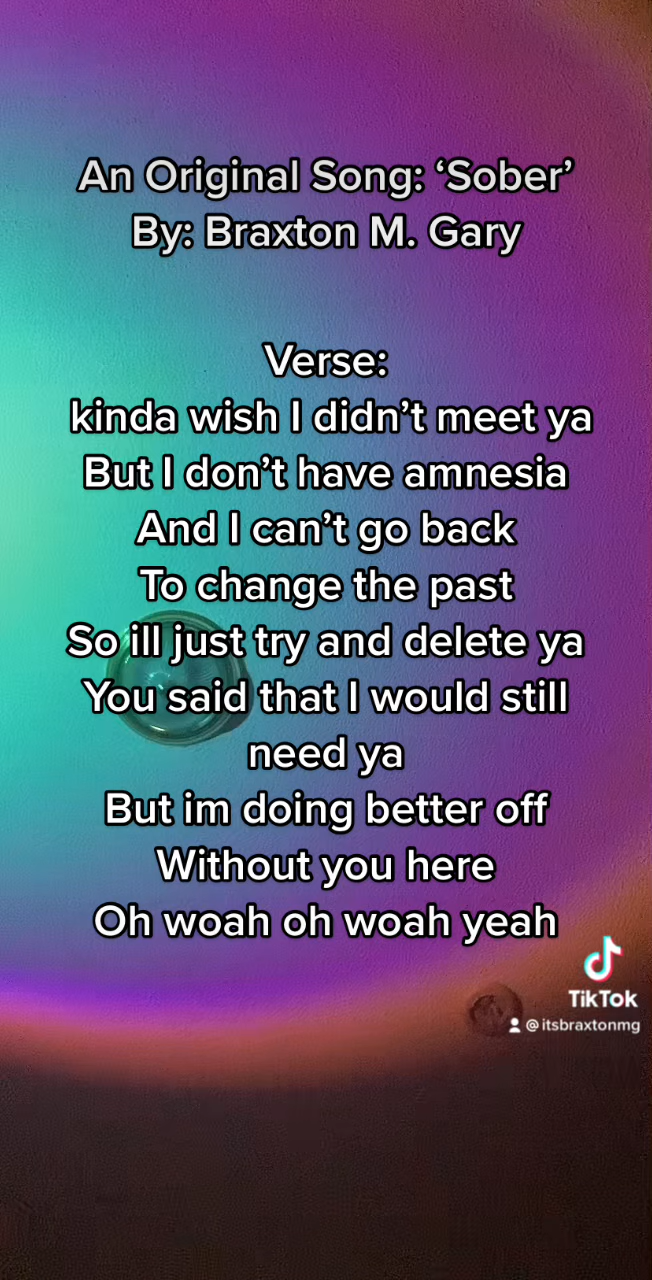 An Original Song: ‘Sober’
By: Braxton M. Gary
Verse:
kinda wish I didn’t meet ya
But I don’t have amnesia
And I can’t go back
To change the past
So ill just try and delete ya
You said that I would still
need ya
But im doing better off
Without you here
Oh woah oh woah yeah
TikTok
@itsbraxtonmg